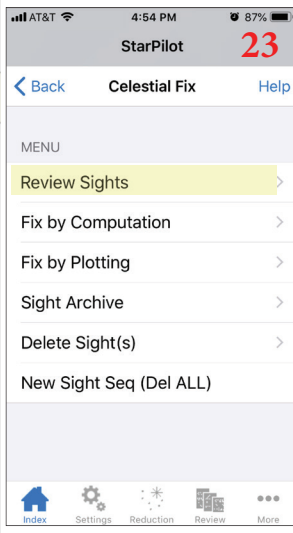 AT&T 4:54 PM 87%
StarPilot 23
Back Celestial Fix Help
MENU
Review Sights
Fix by Computation
Fix by Plotting
Sight Archive
Delete Sight(s)
New Sight Seq (Del ALL)
Index Settings Reduction Review More